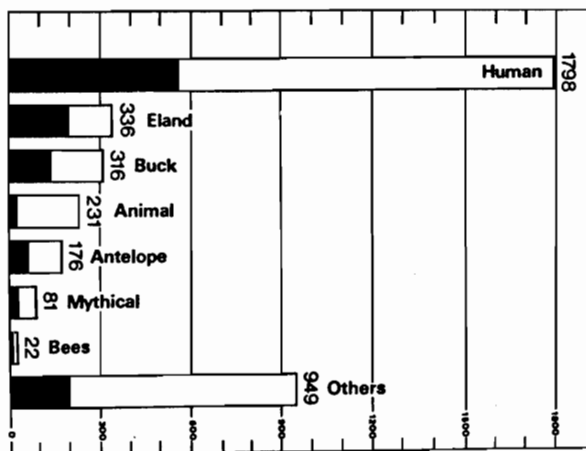 Human 1798
336 Eland
316 Buck
231 Animal
176 Antelope
81 Mythical
22 Bees
949 Others
0 300 600 900 1200 1500 1800